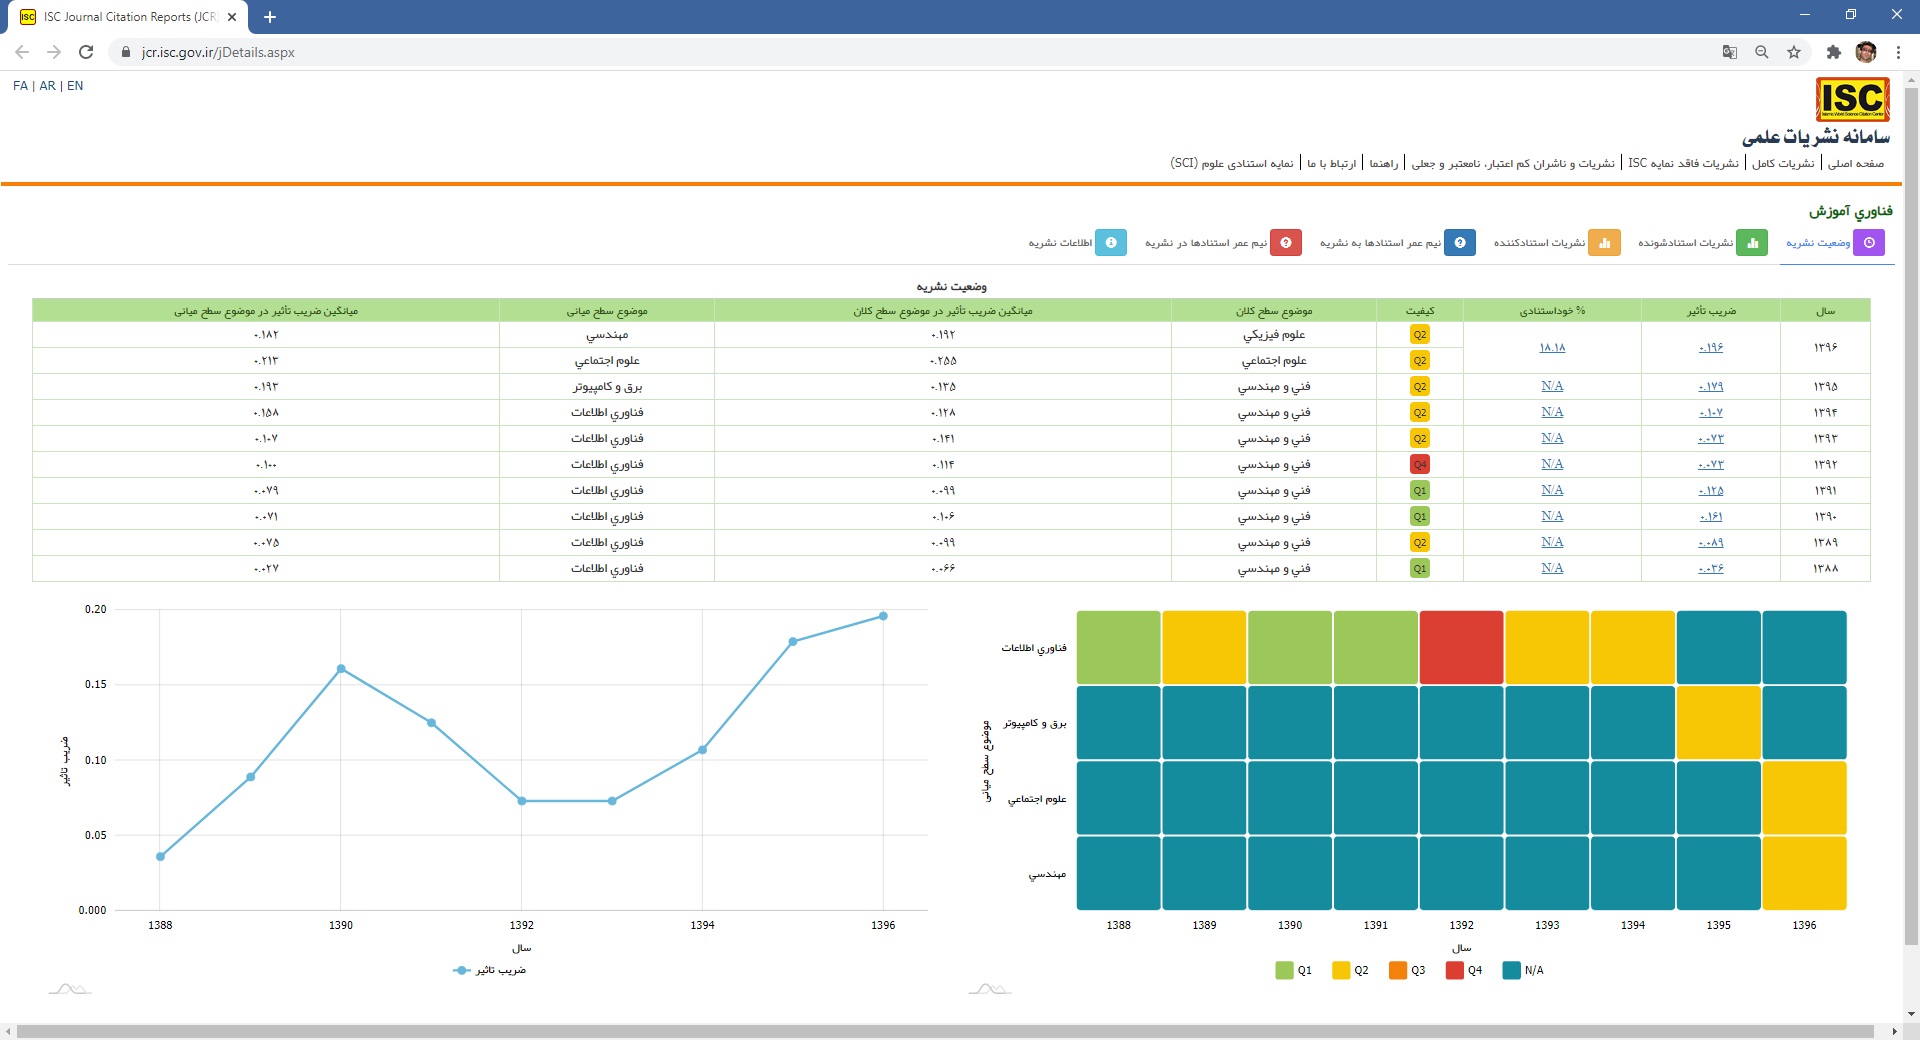 ISC Journal Citation Reports (JCR)
jcr.isc.gov.ir/jDetails.aspx
FA | AR | EN
ISC
Islamic World Science Citation Center
سامانه نشریات علمی
صفحه اصلی | نشریات کامل | نشریات فاقد نمایه ISC | نشریات و ناشران کم اعتبار، نامعتبر و جعلی | راهنما | ارتباط با ما | نمایه استنادی علوم (SCI)
فناوري آموزش
وضعیت نشریه نشریات استنادشونده نشریات استنادکننده نیم عمر استنادها به نشریه نیم عمر استنادها در نشریه اطلاعات نشریه
وضعیت نشریه
سال ضریب تأثیر % خوداستنادی کیفیت موضوع سطح کلان میانگین ضریب تأثیر در موضوع سطح کلان موضوع سطح میانی میانگین ضریب تأثیر در موضوع سطح میانی
۱۳۹۶ ۰.۱۹۶ ۱۸.۱۸ Q2 علوم فیزیکي ۰.۱۹۲ مهندسي ۰.۱۸۲
Q2 علوم اجتماعي ۰.۲۵۵ علوم اجتماعي ۰.۲۱۳
۱۳۹۵ ۰.۱۷۹ N/A Q2 فني و مهندسي ۰.۱۳۵ برق و کامپیوتر ۰.۱۹۳
۱۳۹۴ ۰.۱۰۷ N/A Q2 فني و مهندسي ۰.۱۲۸ فناوري اطلاعات ۰.۱۵۸
۱۳۹۳ ۰.۰۷۳ N/A Q2 فني و مهندسي ۰.۱۴۱ فناوري اطلاعات ۰.۱۰۷
۱۳۹۲ ۰.۰۷۳ N/A Q4 فني و مهندسي ۰.۱۱۴ فناوري اطلاعات ۰.۱۰۰
۱۳۹۱ ۰.۱۲۵ N/A Q1 فني و مهندسي ۰.۰۹۹ فناوري اطلاعات ۰.۰۷۹
۱۳۹۰ ۰.۱۶۱ N/A Q1 فني و مهندسي ۰.۱۰۶ فناوري اطلاعات ۰.۰۷۱
۱۳۸۹ ۰.۰۸۹ N/A Q2 فني و مهندسي ۰.۰۹۹ فناوري اطلاعات ۰.۰۷۵
۱۳۸۸ ۰.۰۳۶ N/A Q1 فني و مهندسي ۰.۰۶۶ فناوري اطلاعات ۰.۰۲۷
0.20
0.15
0.10
0.05
0.000
ضریب تاثیر
1388 1390 1392 1394 1396
سال
ضریب تاثیر
فناوري اطلاعات
برق و کامپیوتر
علوم اجتماعي
مهندسي
موضوع سطح میانی
1388 1389 1390 1391 1392 1393 1394 1395 1396
سال
Q1 Q2 Q3 Q4 N/A